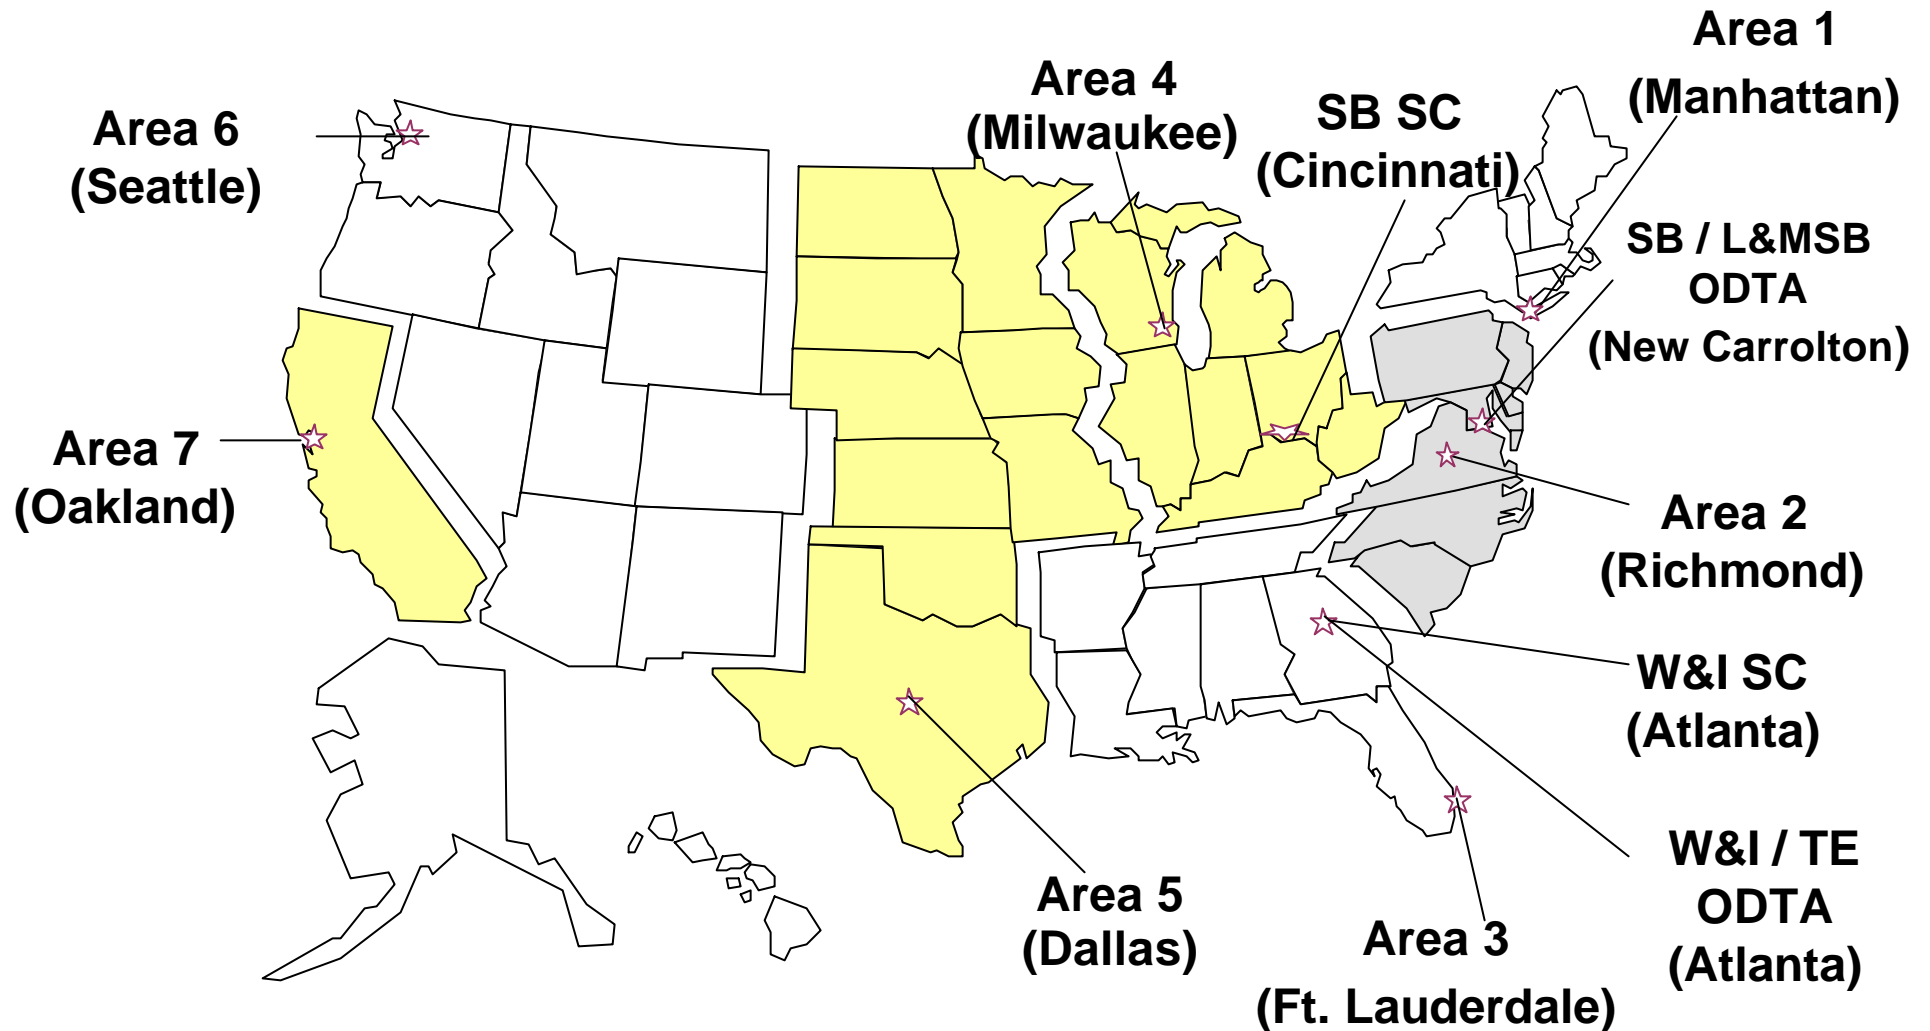 Area 1
(Manhattan)
Area 4
(Milwaukee)
SB SC
(Cincinnati)
Area 6
(Seattle)
SB / L&MSB
ODTA
(New Carrolton)
Area 7
(Oakland)
Area 2
(Richmond)
W&I SC
(Atlanta)
W&I / TE
ODTA
(Atlanta)
Area 5
(Dallas)
Area 3
(Ft. Lauderdale)